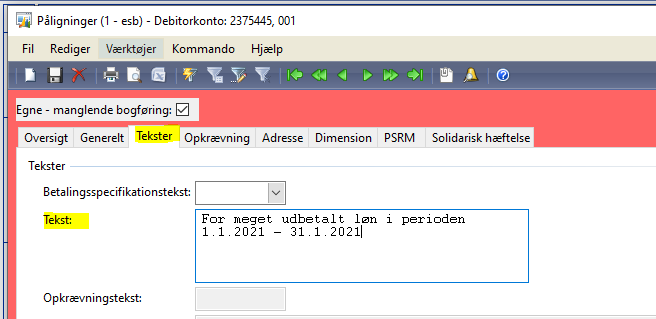 Påligninger (1 - esb) - Debitorkonto: 2375445, 001
Fil Rediger Værktøjer Kommando Hjælp
Egne - manglende bogføring:
Oversigt Generelt Tekster Opkrævning Adresse Dimension PSRM Solidarisk hæftelse
Tekster
Betalingsspecifikationstekst:
Tekst: For meget udbetalt løn i perioden
1.1.2021 - 31.1.2021
Opkrævningstekst: